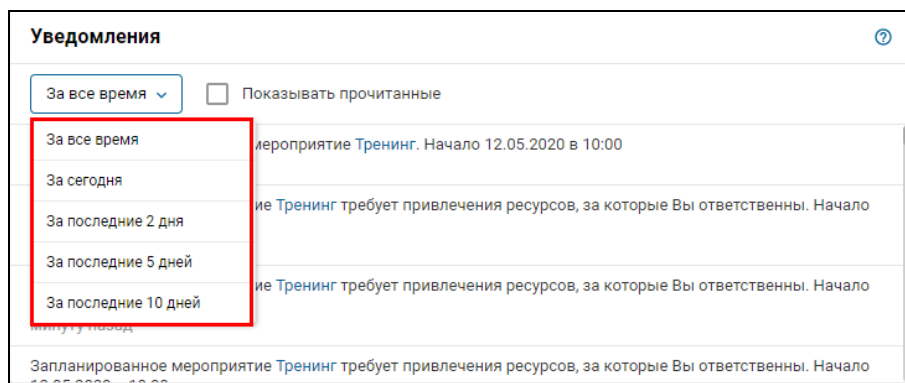 Уведомления
За все время
Показывать прочитанные
За все время
мероприятие Тренинг. Начало 12.05.2020 в 10:00
За сегодня
ие Тренинг требует привлечения ресурсов, за которые Вы ответственны. Начало
За последние 2 дня
За последние 5 дней
ие Тренинг требует привлечения ресурсов, за которые Вы ответственны. Начало
За последние 10 дней
минуту назад
Запланированное мероприятие Тренинг требует привлечения ресурсов, за которые Вы ответственны. Начало